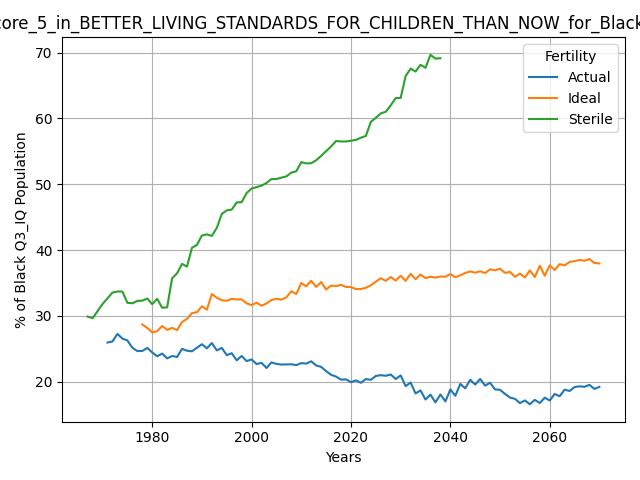 core_5_in_BETTER_LIVING_STANDARDS_FOR_CHILDREN_THAN_NOW_for_Black
Fertility
Actual
Ideal
Sterile
% of Black Q3_IQ Population
70
60
50
40
30
20
1980
2000
2020
2040
2060
Years